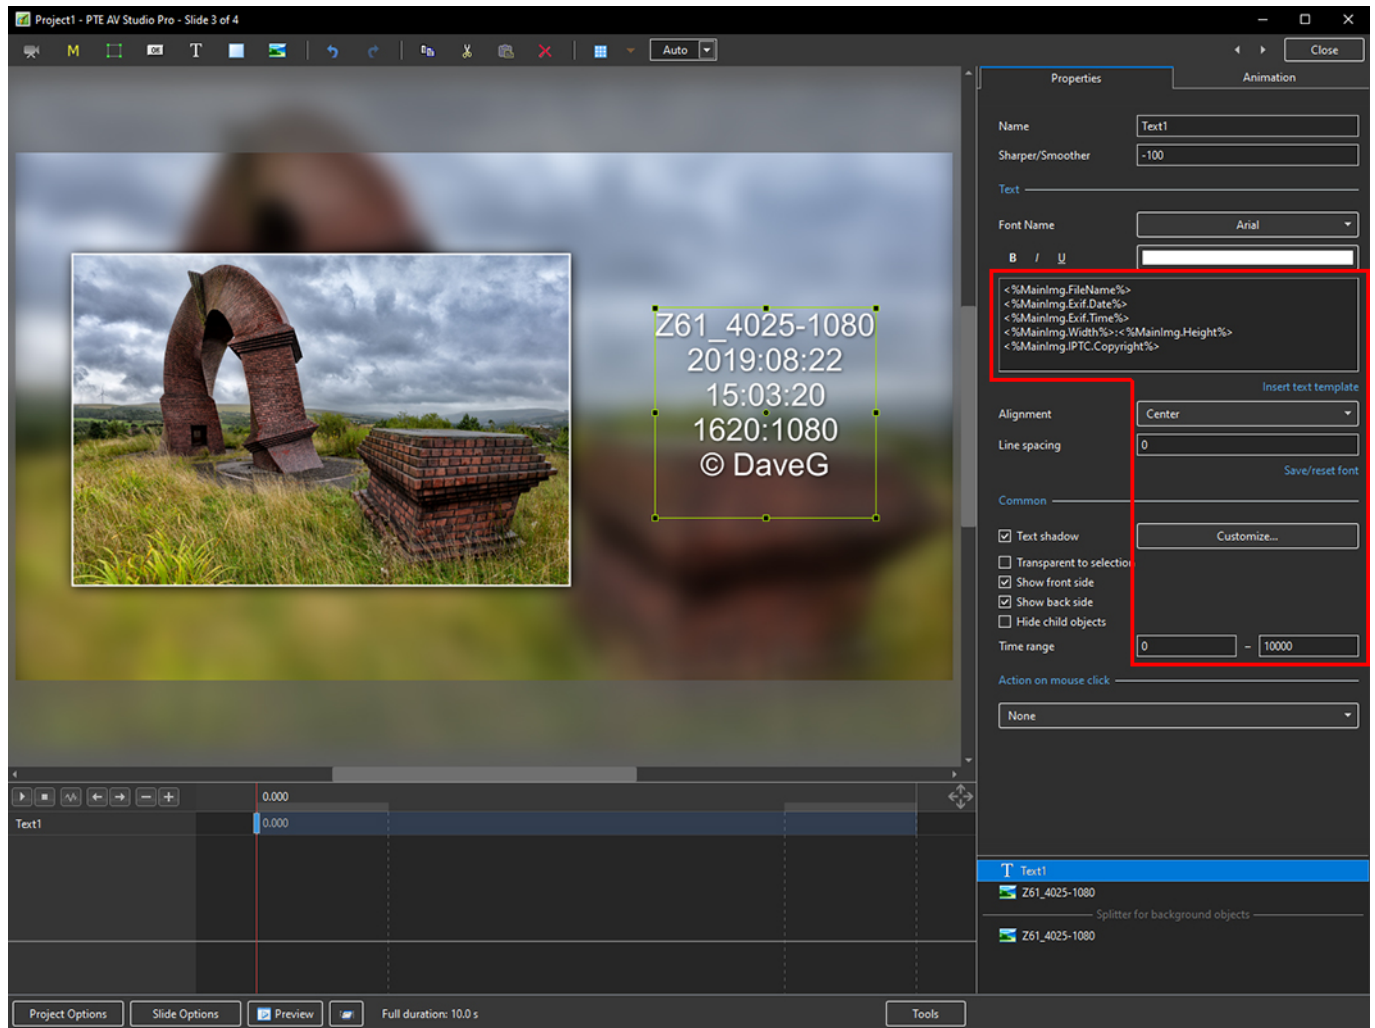 Project1 - PTE AV Studio Pro - Slide 3 of 4
M
OK
T
Auto
Close
Properties
Animation
Name
Text1
Sharper/Smoother
-100
Text
Font Name
Arial
B I U
<%MainImg.FileName%>
<%MainImg.Exif.Date%>
<%MainImg.Exif.Time%>
<%MainImg.Width%>:<%MainImg.Height%>
<%MainImg.IPTC.Copyright%>
Insert text template
Alignment
Center
Line spacing
0
Save/reset font
Common
Text shadow
Customize...
Transparent to selection
Show front side
Show back side
Hide child objects
Time range
0 – 10000
Action on mouse click
None
Z61_4025-1080
2019:08:22
15:03:20
1620:1080
© DaveG
0.000
Text1
0.000
T Text1
Z61_4025-1080
Splitter for background objects
Z61_4025-1080
Project Options
Slide Options
Preview
Full duration: 10.0 s
Tools